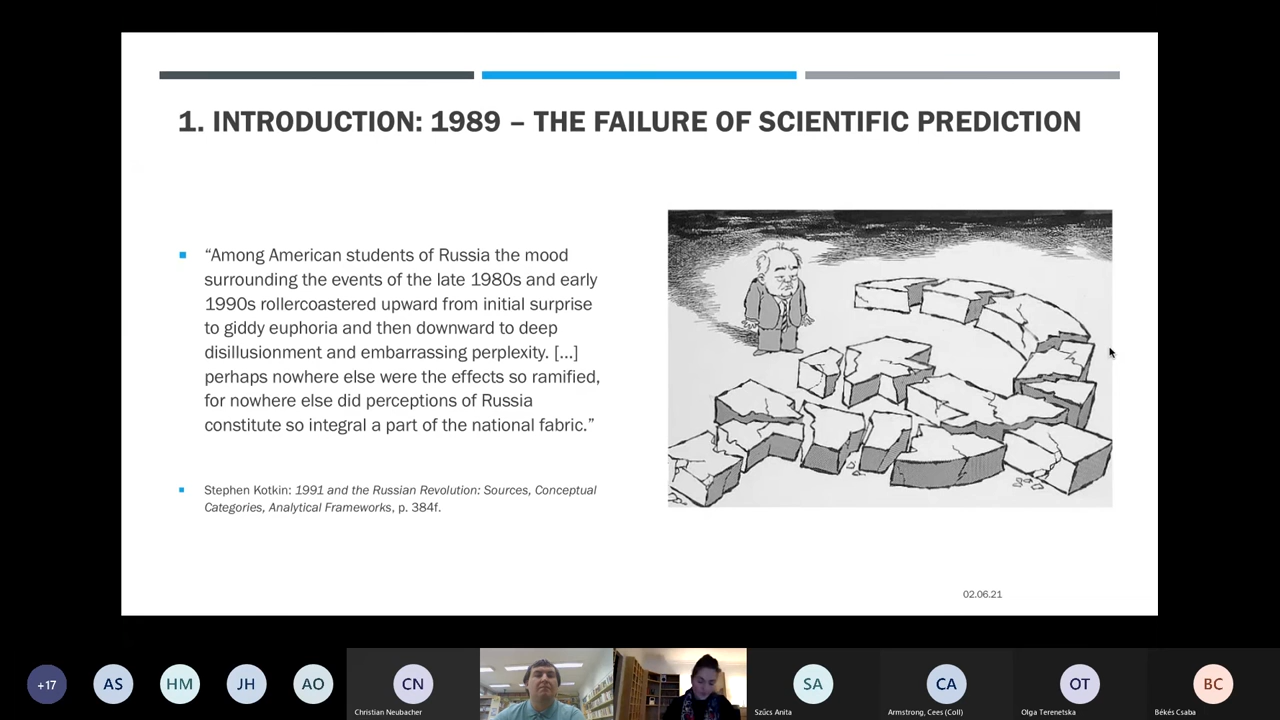 1. INTRODUCTION: 1989 – THE FAILURE OF SCIENTIFIC PREDICTION
“Among American students of Russia the mood
surrounding the events of the late 1980s and early
1990s rollercoastered upward from initial surprise
to giddy euphoria and then downward to deep
disillusionment and embarrassing perplexity. [...]
perhaps nowhere else were the effects so ramified,
for nowhere else did perceptions of Russia
constitute so integral a part of the national fabric.”
Stephen Kotkin: 1991 and the Russian Revolution: Sources, Conceptual
Categories, Analytical Frameworks, p. 384f.
02.06.21
+17
AS
HM
JH
AO
CN
Christian Neubacher
SA
Szűcs Anita
CA
Armstrong, Cees (Coll)
OT
Olga Terenetska
BC
Békés Csaba